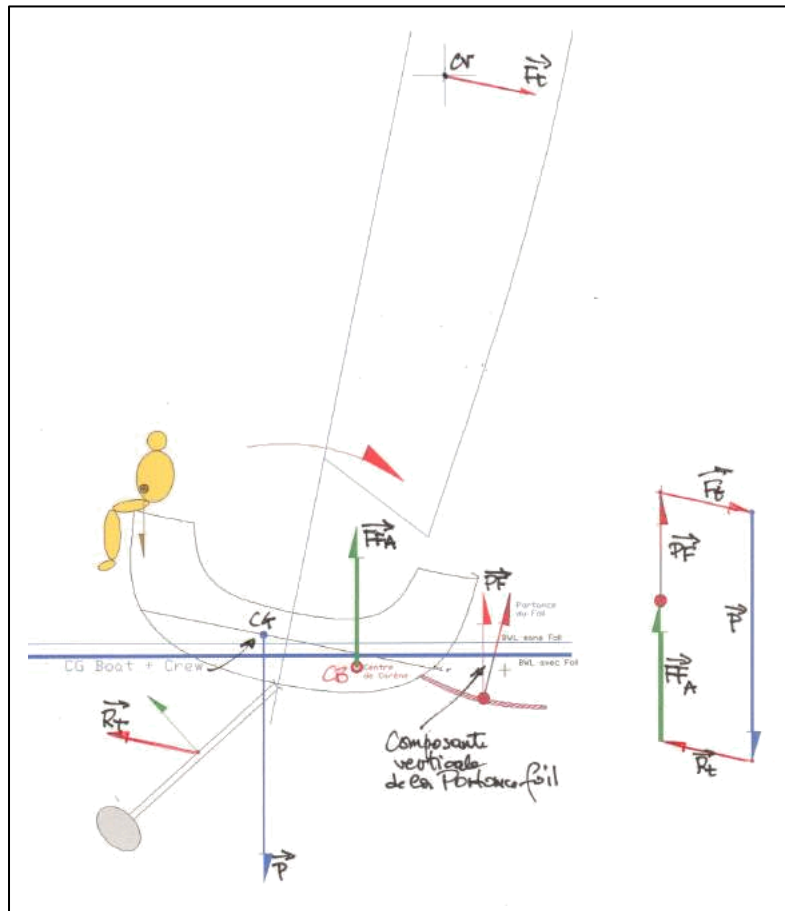 CV
Ft
FFA
PF
Portance
du Foil
CG
BWL sans Foil
CG Boat + Crew
CB
Centre
de Carène
BWL avec Foil
Rt
Composante
verticale
de la Portance foil
P
Ft
PF
P
FFA
Rt